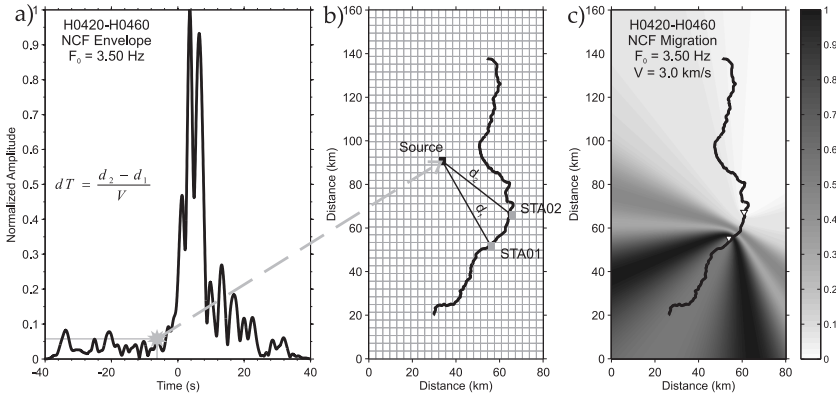 a)
H0420-H0460
NCF Envelope
F₀ = 3.50 Hz
dT = (d₂ − d₁) / V
Normalized Amplitude
1
0.9
0.8
0.7
0.6
0.5
0.4
0.3
0.2
0.1
0
-40 -20 0 20 40
Time (s)
b)
Source
STA02
STA01
Distance (km)
160
140
120
100
80
60
40
20
0
0 20 40 60 80
Distance (km)
c)
H0420-H0460
NCF Migration
F₀ = 3.50 Hz
V = 3.0 km/s
Distance (km)
160
140
120
100
80
60
40
20
0
0 20 40 60 80
Distance (km)
1
0.9
0.8
0.7
0.6
0.5
0.4
0.3
0.2
0.1
0